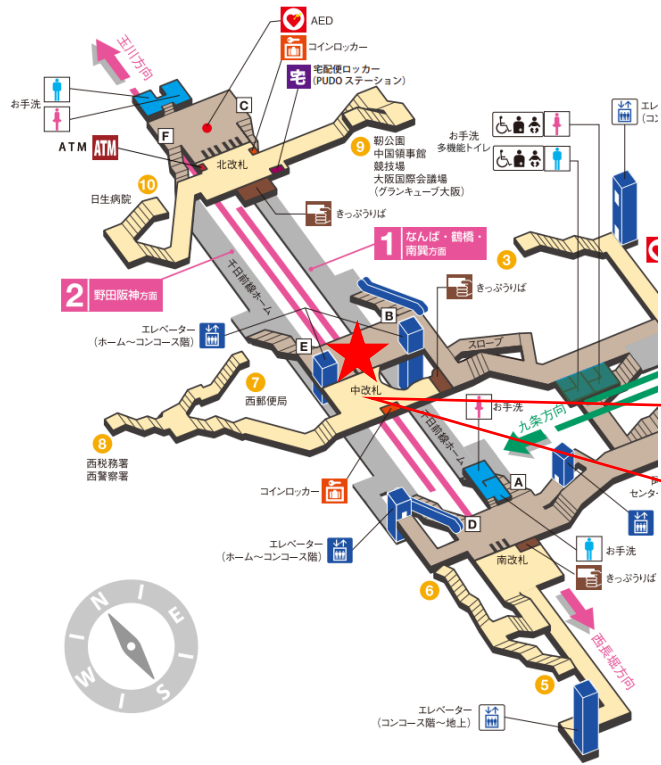 AED
コインロッカー
宅
宅配便ロッカー
(PUDOステーション)
玉川方向
お手洗
C
F
ATM
ATM
北改札
9
靭公園
中国領事館
競技場
大阪国際会議場
(グランキューブ大阪)
お手洗
多機能トイレ
エレ
(コン
10
日生病院
きっぷうりば
1
なんば・鶴橋・
南巽方面
3
2
野田阪神方面
千日前線ホーム
きっぷうりば
エレベーター
(ホーム〜コンコース階)
B
E
スロープ
7
西郵便局
中改札
お手洗
九条方向
8
西税務署
西警察署
千日前線ホーム
コインロッカー
A
センター
D
エレベーター
(ホーム〜コンコース階)
お手洗
南改札
きっぷうりば
6
N
E
S
W
西長堀方向
5
エレベーター
(コンコース階〜地上)